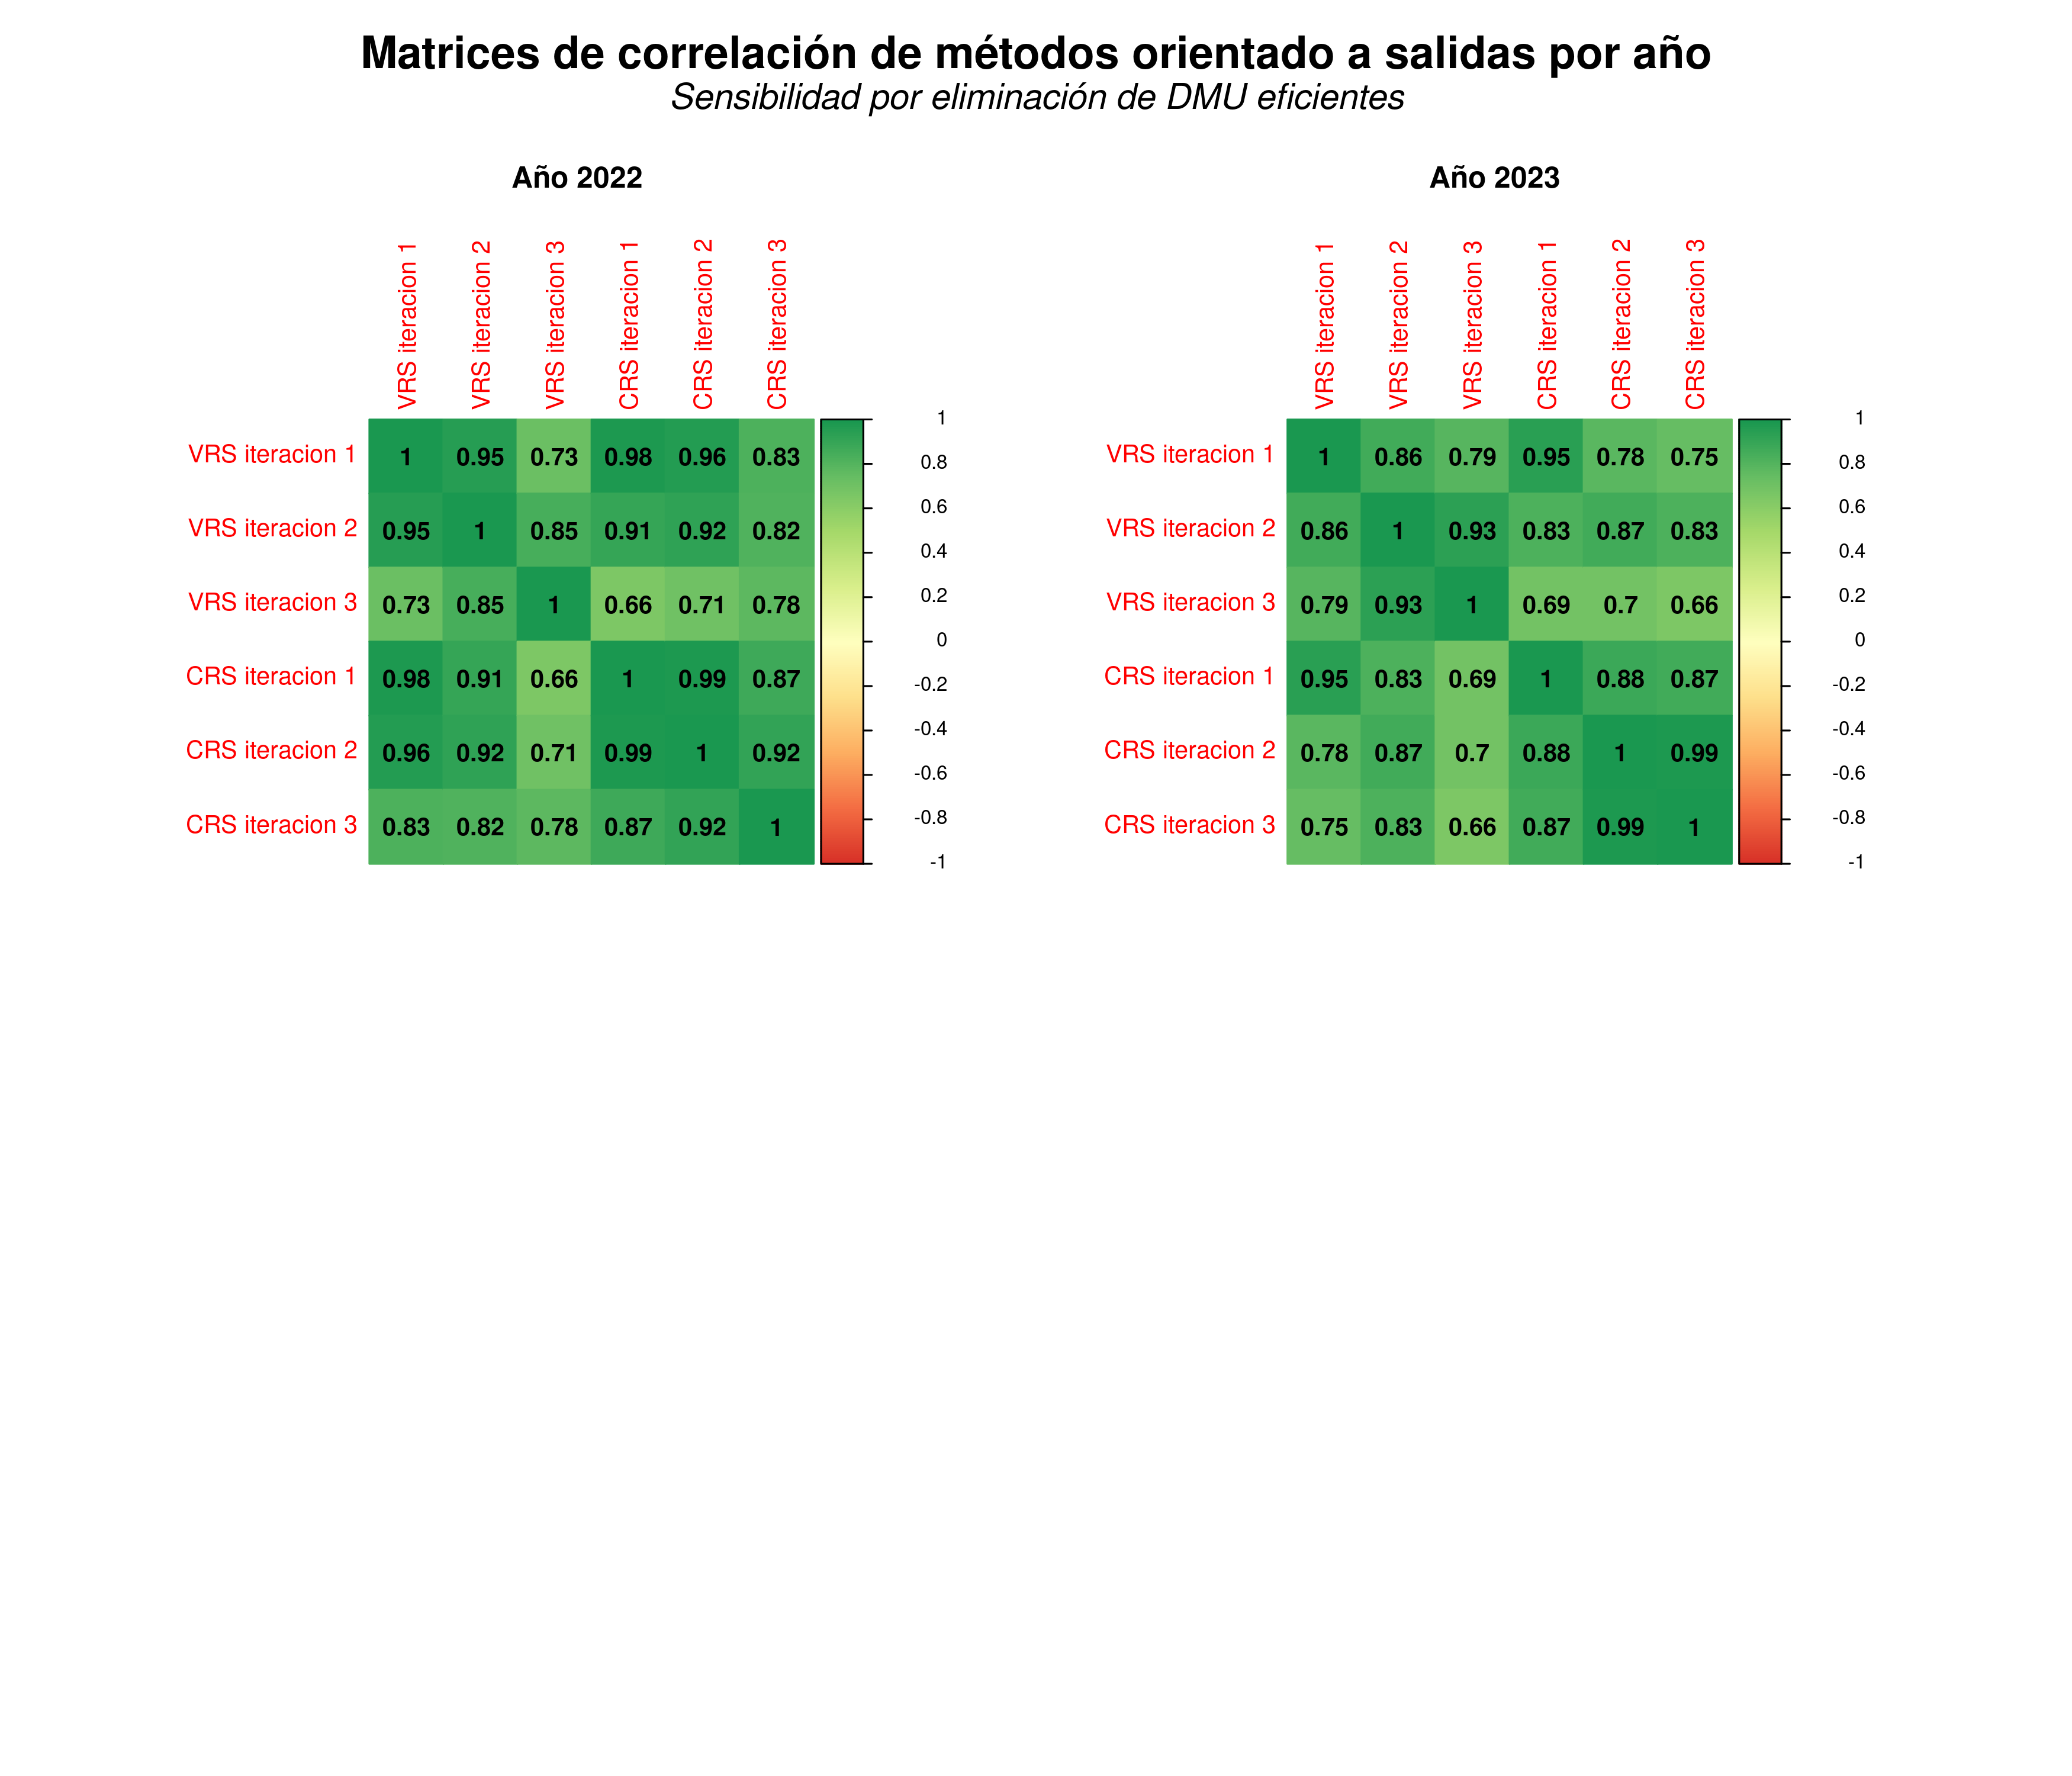 Matrices de correlación de métodos orientado a salidas por año
Sensibilidad por eliminación de DMU eficientes
Año 2022
VRS iteracion 1
VRS iteracion 2
VRS iteracion 3
CRS iteracion 1
CRS iteracion 2
CRS iteracion 3
VRS iteracion 1 1 0.95 0.73 0.98 0.96 0.83
VRS iteracion 2 0.95 1 0.85 0.91 0.92 0.82
VRS iteracion 3 0.73 0.85 1 0.66 0.71 0.78
CRS iteracion 1 0.98 0.91 0.66 1 0.99 0.87
CRS iteracion 2 0.96 0.92 0.71 0.99 1 0.92
CRS iteracion 3 0.83 0.82 0.78 0.87 0.92 1
1
0.8
0.6
0.4
0.2
0
-0.2
-0.4
-0.6
-0.8
-1
Año 2023
VRS iteracion 1
VRS iteracion 2
VRS iteracion 3
CRS iteracion 1
CRS iteracion 2
CRS iteracion 3
VRS iteracion 1 1 0.86 0.79 0.95 0.78 0.75
VRS iteracion 2 0.86 1 0.93 0.83 0.87 0.83
VRS iteracion 3 0.79 0.93 1 0.69 0.7 0.66
CRS iteracion 1 0.95 0.83 0.69 1 0.88 0.87
CRS iteracion 2 0.78 0.87 0.7 0.88 1 0.99
CRS iteracion 3 0.75 0.83 0.66 0.87 0.99 1
1
0.8
0.6
0.4
0.2
0
-0.2
-0.4
-0.6
-0.8
-1